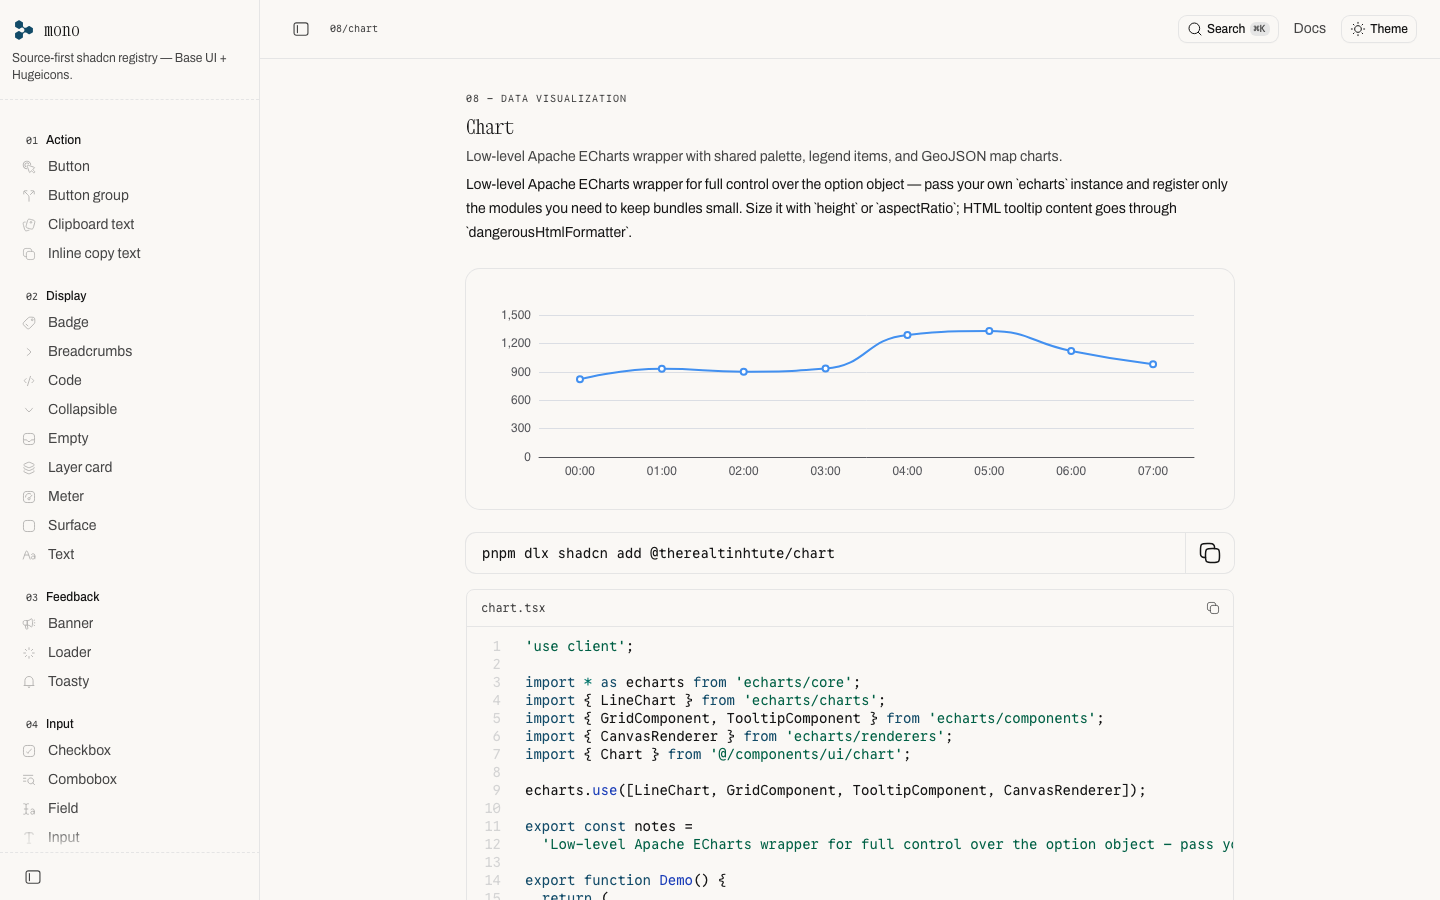 mono
Source-first shadcn registry — Base UI +
Hugeicons.
01 Action
Button
Button group
Clipboard text
Inline copy text
02 Display
Badge
Breadcrumbs
Code
Collapsible
Empty
Layer card
Meter
Surface
Text
03 Feedback
Banner
Loader
Toasty
04 Input
Checkbox
Combobox
Field
Input
08/chart
Search ⌘K
Docs
Theme
08 — DATA VISUALIZATION
Chart
Low-level Apache ECharts wrapper with shared palette, legend items, and GeoJSON map charts.
Low-level Apache ECharts wrapper for full control over the option object — pass your own `echarts` instance and register only
the modules you need to keep bundles small. Size it with `height` or `aspectRatio`; HTML tooltip content goes through
`dangerousHtmlFormatter`.
1,500
1,200
900
600
300
0
00:00 01:00 02:00 03:00 04:00 05:00 06:00 07:00
pnpm dlx shadcn add @therealtinhtute/chart
chart.tsx
1 'use client';
2
3 import * as echarts from 'echarts/core';
4 import { LineChart } from 'echarts/charts';
5 import { GridComponent, TooltipComponent } from 'echarts/components';
6 import { CanvasRenderer } from 'echarts/renderers';
7 import { Chart } from '@/components/ui/chart';
8
9 echarts.use([LineChart, GridComponent, TooltipComponent, CanvasRenderer]);
10
11 export const notes =
12 'Low-level Apache ECharts wrapper for full control over the option object — pass yo
13
14 export function Demo() {
15 return (